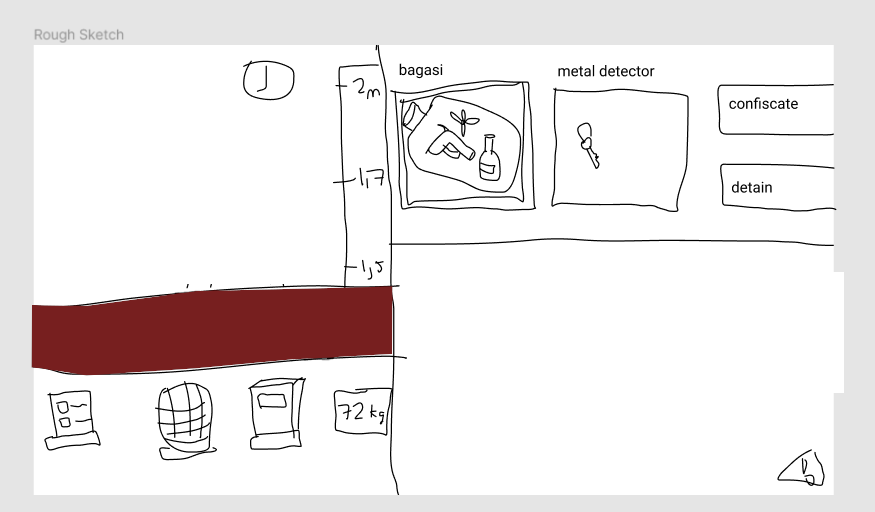 Rough Sketch
2m
1,7
1,5
72 kg
bagasi
metal detector
confiscate
detain